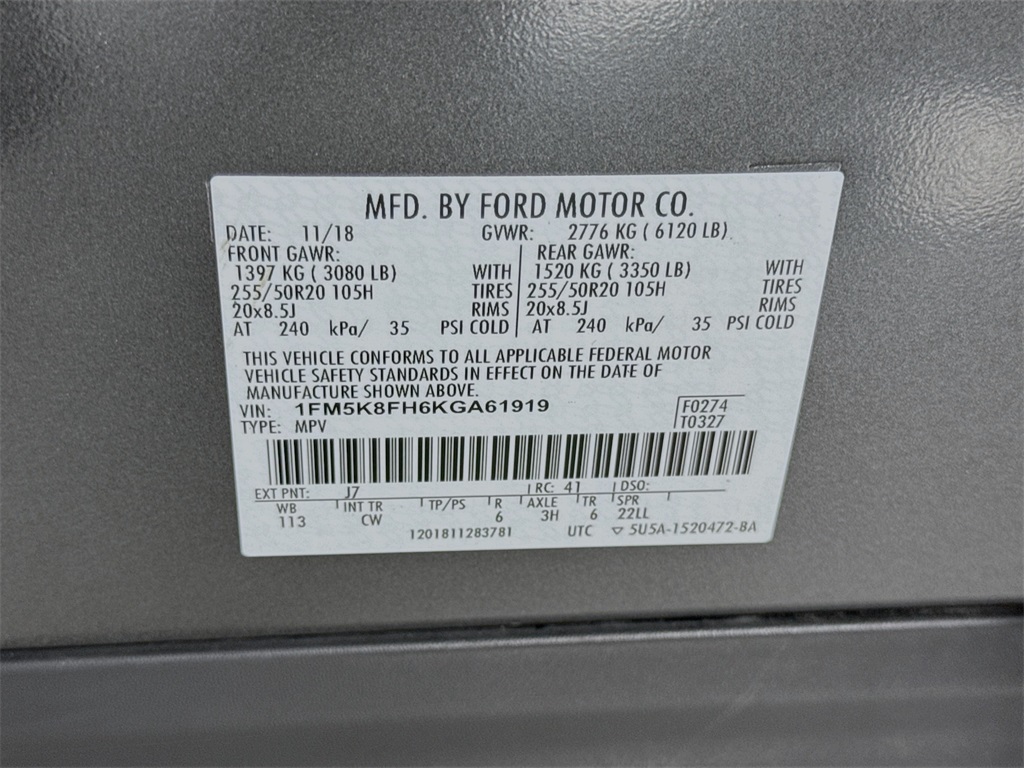 MFD. BY FORD MOTOR CO.
DATE: 11/18 GVWR: 2776 KG ( 6120 LB)
FRONT GAWR: REAR GAWR:
1397 KG ( 3080 LB) WITH 1520 KG ( 3350 LB) WITH
255/50R20 105H TIRES 255/50R20 105H TIRES
20x8.5J RIMS 20x8.5J RIMS
AT 240 kPa/ 35 PSI COLD AT 240 kPa/ 35 PSI COLD
THIS VEHICLE CONFORMS TO ALL APPLICABLE FEDERAL MOTOR
VEHICLE SAFETY STANDARDS IN EFFECT ON THE DATE OF
MANUFACTURE SHOWN ABOVE.
VIN: 1FM5K8FH6KGA61919 F0274
TYPE: MPV T0327
EXT PNT: J7 RC: 41 DSO:
WB INT TR TP/PS R AXLE TR SPR
113 CW 6 3H 6 22LL
1201811283781 UTC ▽ 5U5A-1520472-BA